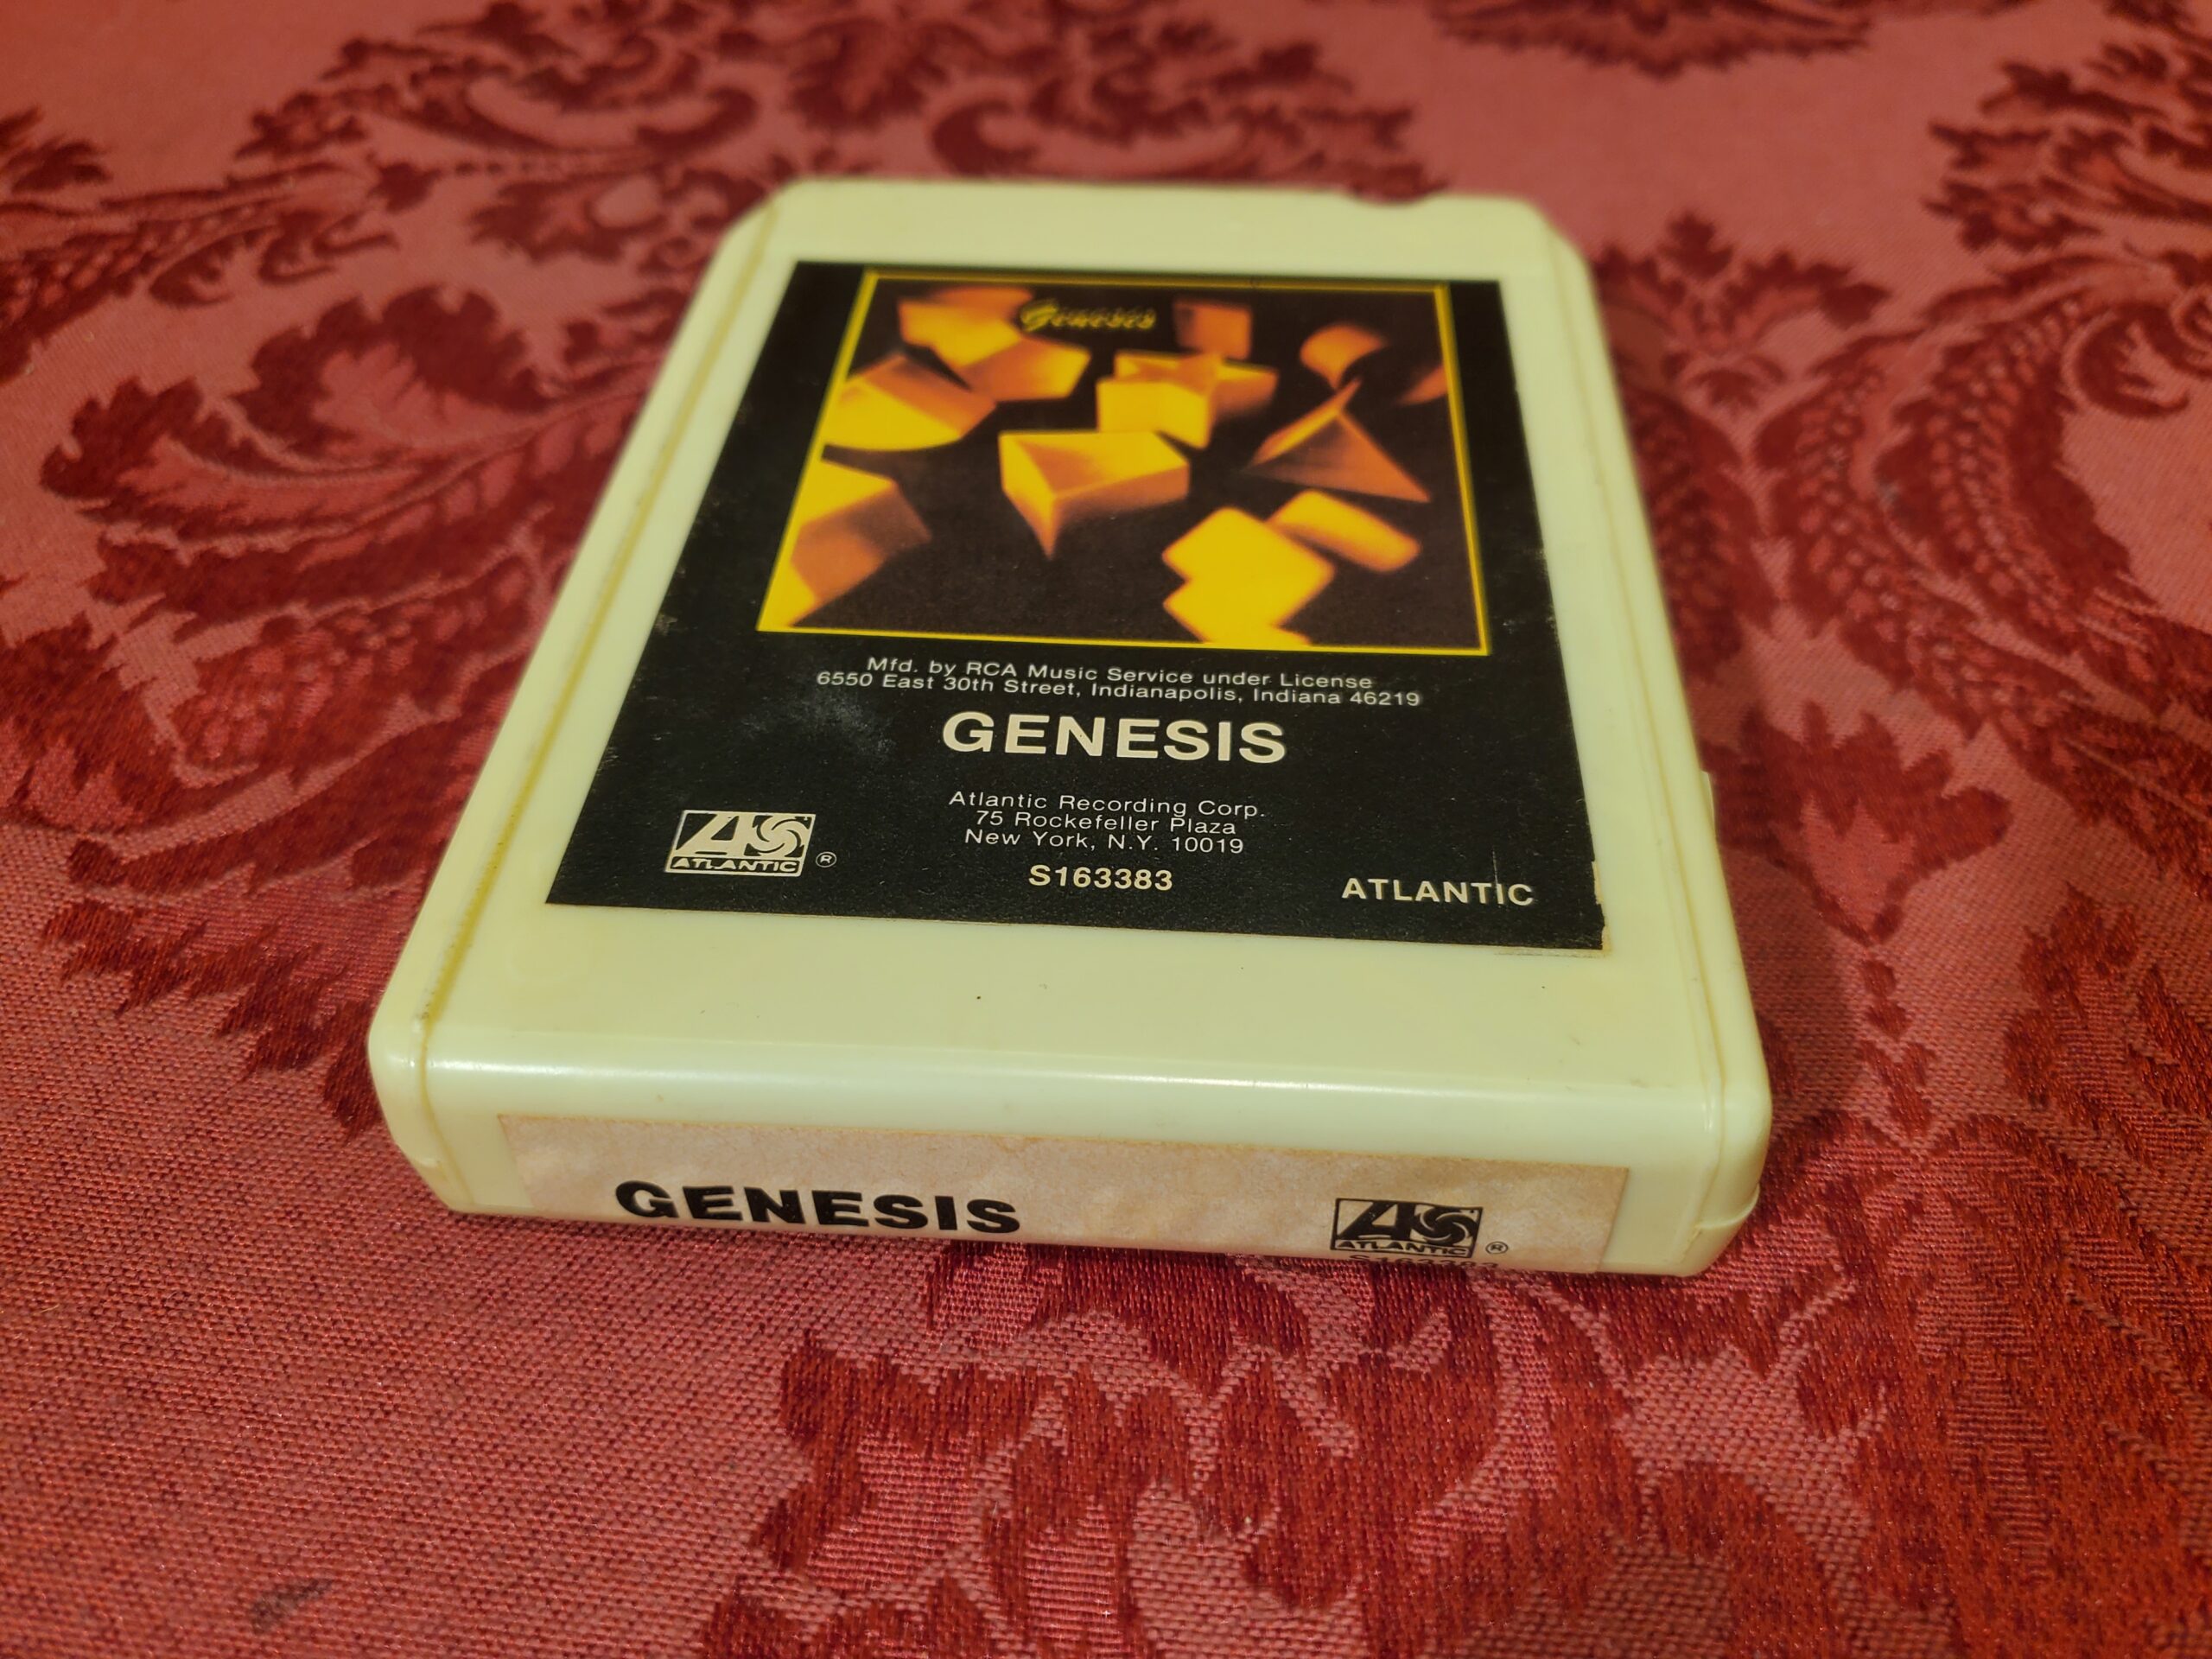 Genesis
Mfd. by RCA Music Service under License
6550 East 30th Street, Indianapolis, Indiana 46219
GENESIS
Atlantic Recording Corp.
75 Rockefeller Plaza
New York, N.Y. 10019
S163383
ATLANTIC ®
ATLANTIC
GENESIS
ATLANTIC ®
S163383